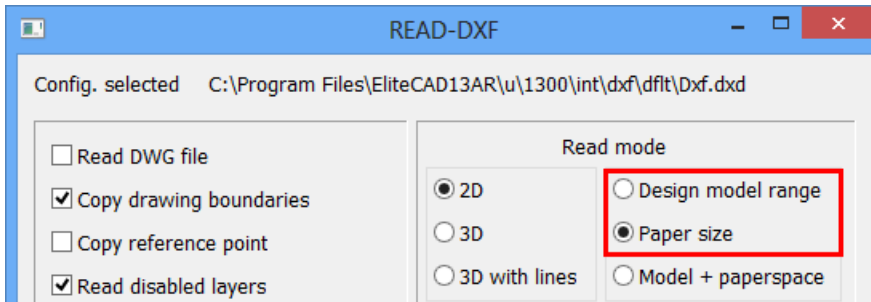 READ-DXF
Config. selected C:\Program Files\EliteCAD13AR\u\1300\int\dxf\dflt\Dxf.dxd
Read DWG file
Copy drawing boundaries
Copy reference point
Read disabled layers
Read mode
2D
3D
3D with lines
Design model range
Paper size
Model + paperspace